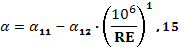 α = α₁₁ − α₁₂ · (10⁶/RE)¹ , 15